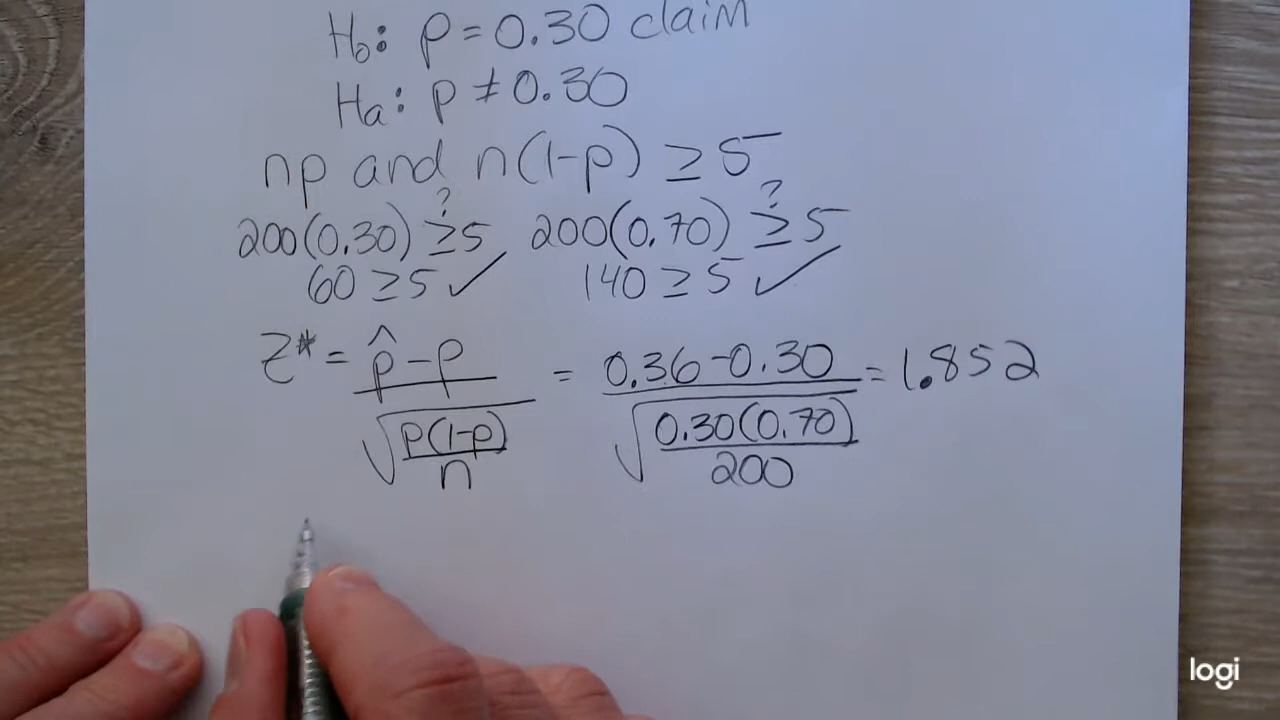 H₀: p = 0.30 claim
Hₐ: p ≠ 0.30
np and n(1-p) ≥ 5
200(0.30) ≥? 5   200(0.70) ≥? 5
60 ≥ 5 ✓   140 ≥ 5 ✓
Z* = (p̂ - p) / √(p(1-p)/n) = (0.36 - 0.30) / √(0.30(0.70)/200) = 1.852
logi